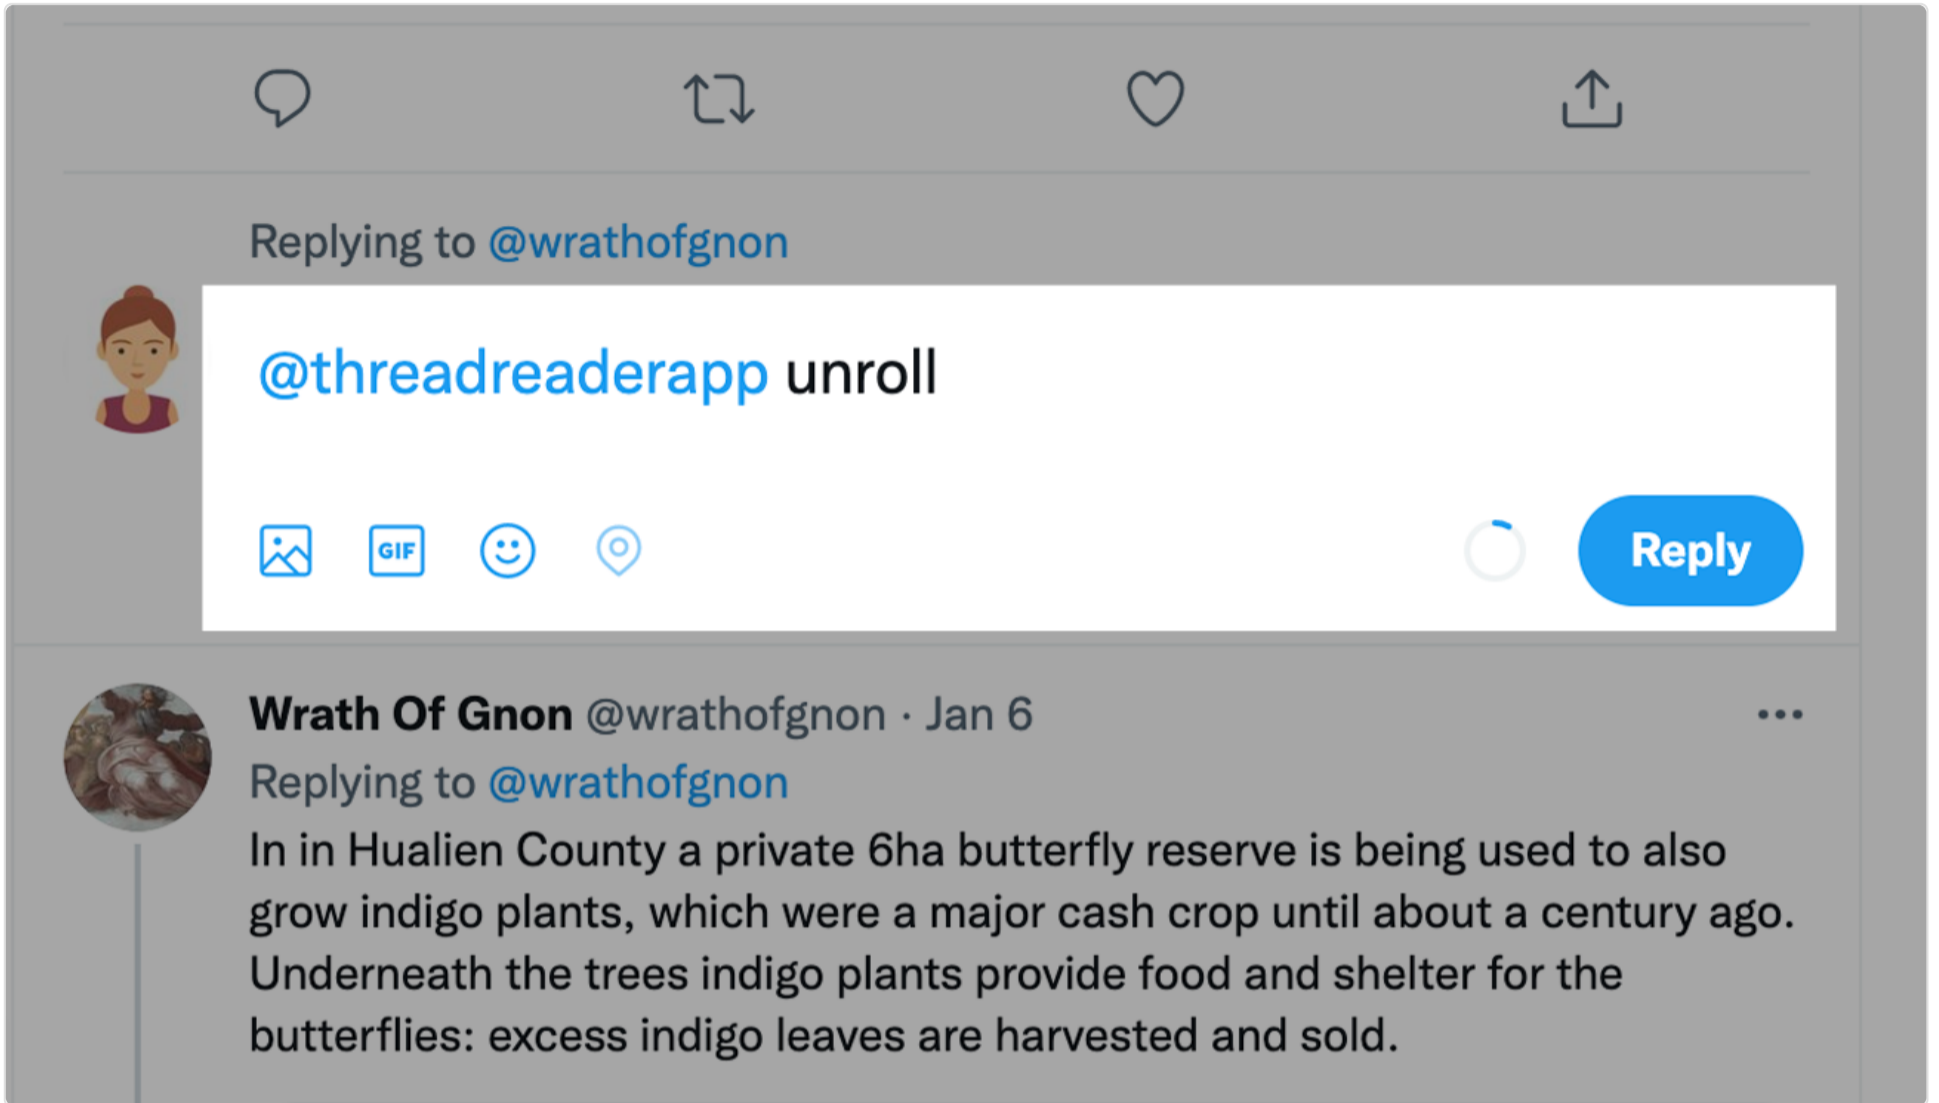 Replying to @wrathofgnon
@threadreaderapp unroll
GIF
Reply
Wrath Of Gnon @wrathofgnon · Jan 6
Replying to @wrathofgnon
In in Hualien County a private 6ha butterfly reserve is being used to also
grow indigo plants, which were a major cash crop until about a century ago.
Underneath the trees indigo plants provide food and shelter for the
butterflies: excess indigo leaves are harvested and sold.